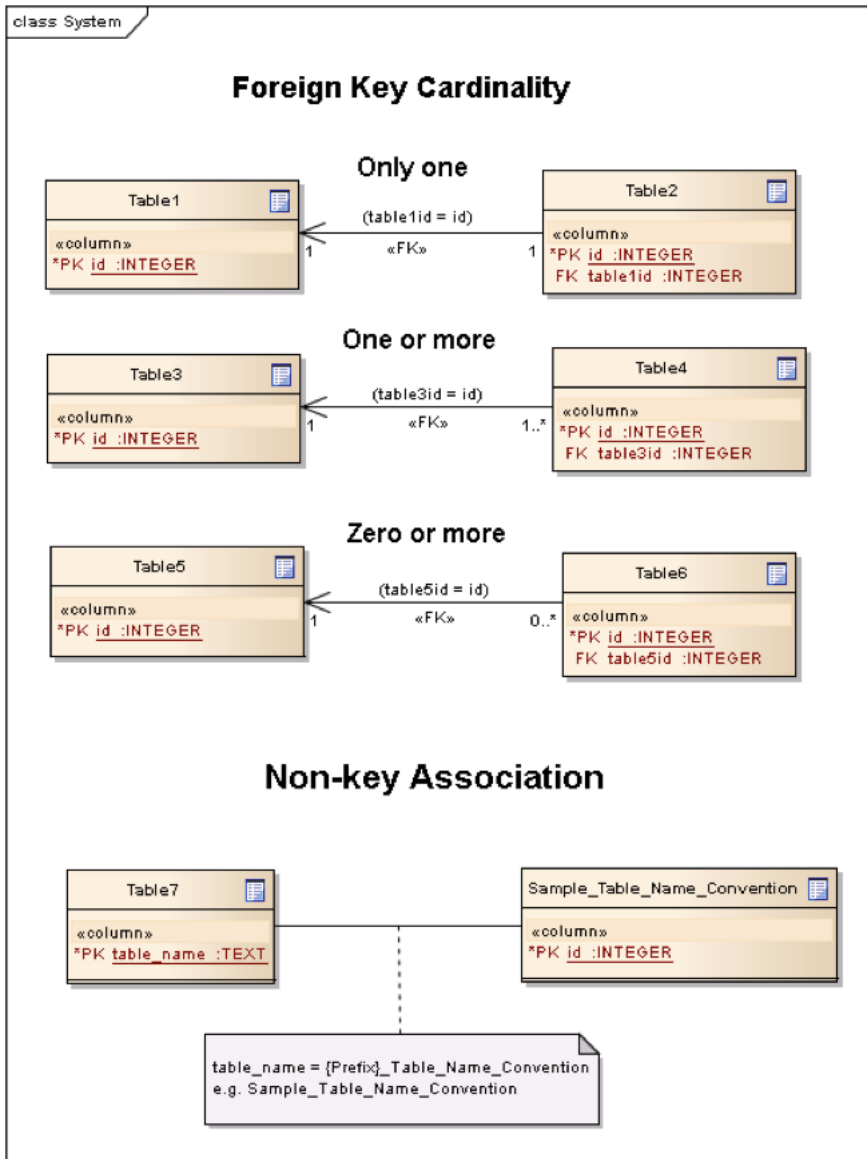 class System
Foreign Key Cardinality
Only one
Table1
«column»
*PK id :INTEGER
(table1id = id)
«FK»
1
1
Table2
«column»
*PK id :INTEGER
FK table1id :INTEGER
One or more
Table3
«column»
*PK id :INTEGER
(table3id = id)
«FK»
1
1..*
Table4
«column»
*PK id :INTEGER
FK table3id :INTEGER
Zero or more
Table5
«column»
*PK id :INTEGER
(table5id = id)
«FK»
1
0..*
Table6
«column»
*PK id :INTEGER
FK table5id :INTEGER
Non-key Association
Table7
«column»
*PK table_name :TEXT
Sample_Table_Name_Convention
«column»
*PK id :INTEGER
table_name = {Prefix}_Table_Name_Convention
e.g. Sample_Table_Name_Convention